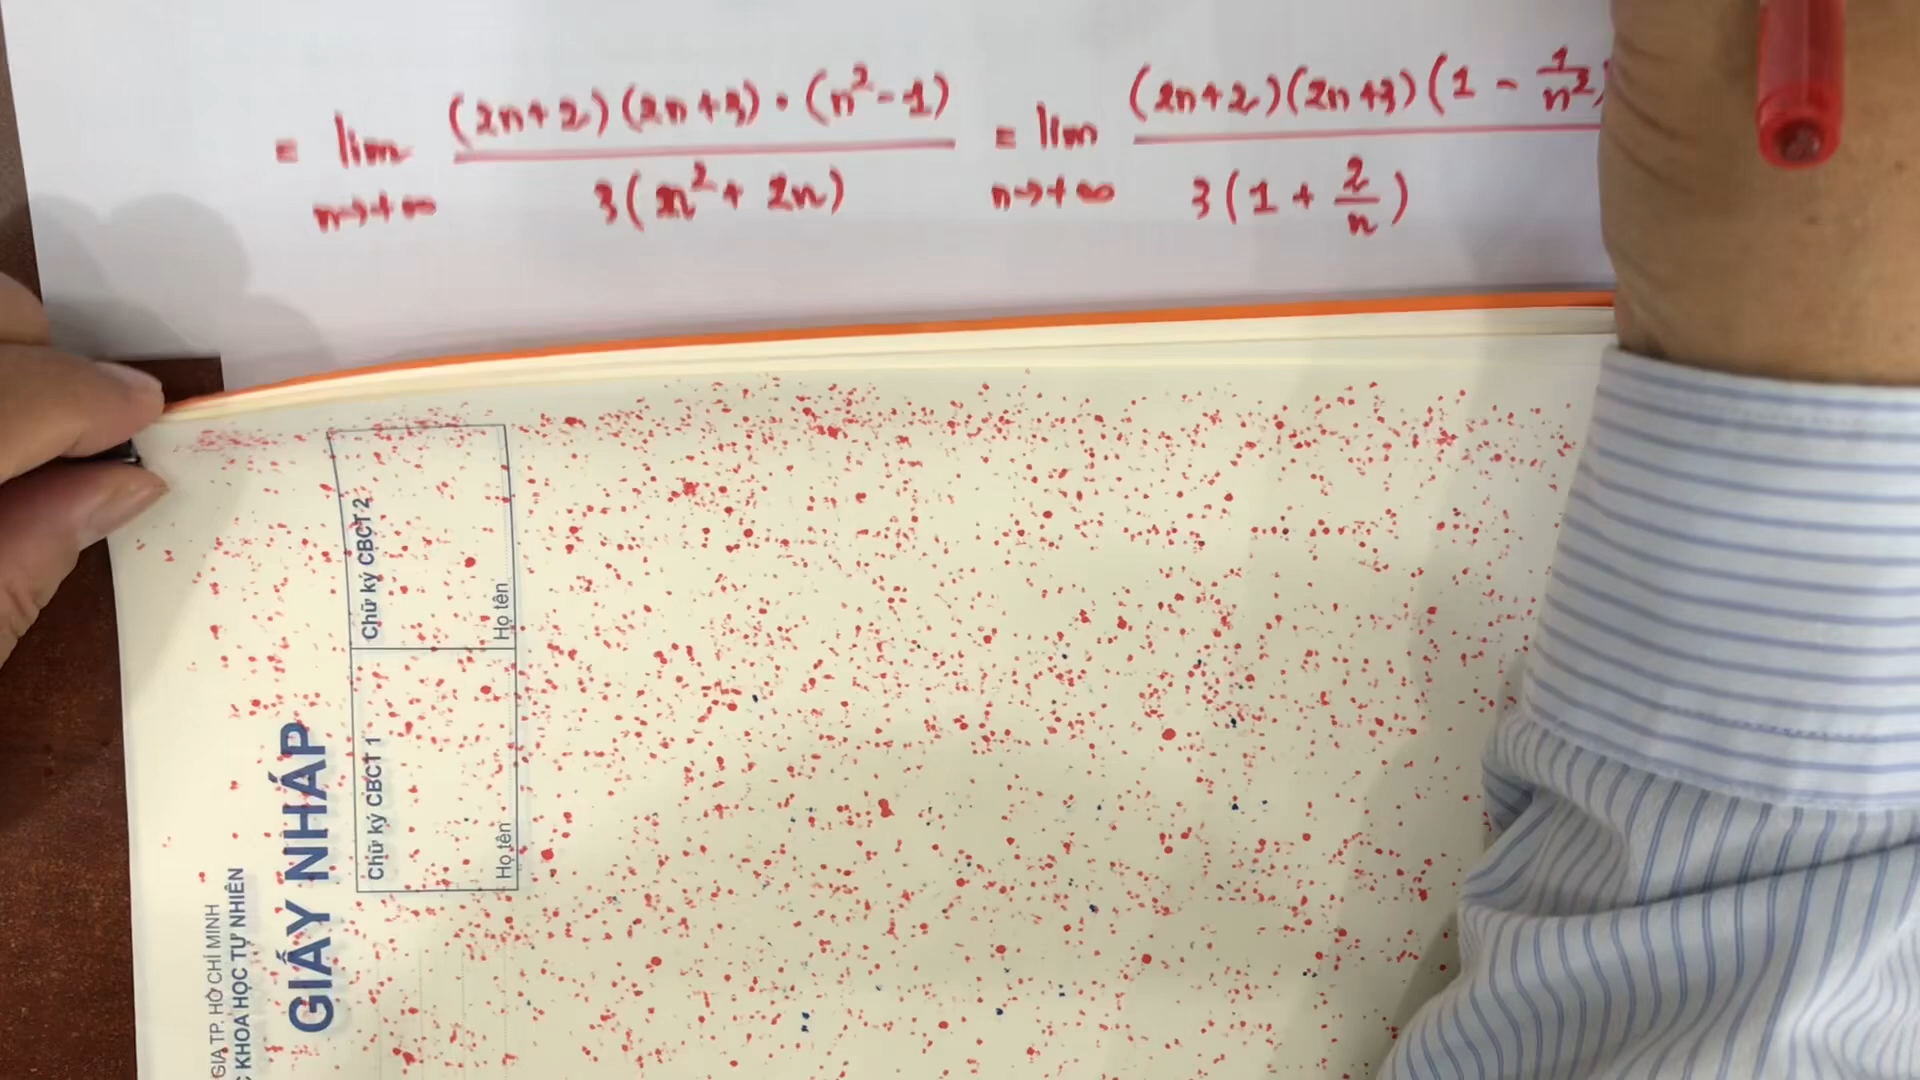 = lim n→+∞ (2n+2)(2n+3)·(n²-1) / 3(n²+2n) = lim n→+∞ (2n+2)(2n+3)(1 - 1/n²) / 3(1 + 2/n)
GIA TP. HỒ CHÍ MINH
KHOA HỌC TỰ NHIÊN
GIẤY NHÁP
Chữ ký CBCT 1
Chữ ký CBCT 2
Họ tên
Họ tên